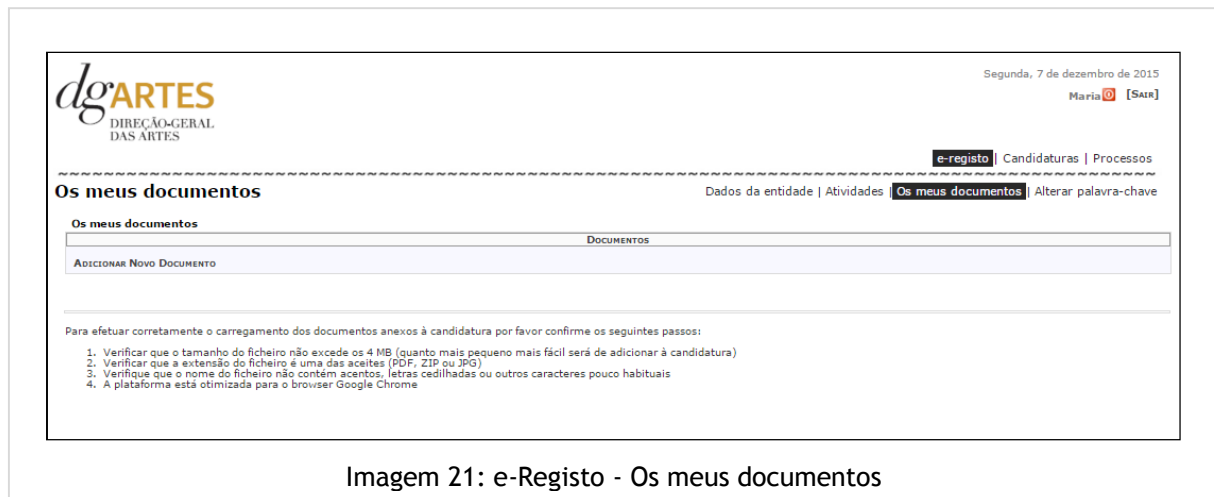 dgARTES
DIREÇÃO-GERAL
DAS ARTES
Segunda, 7 de dezembro de 2015
Maria [SAIR]
e-registo | Candidaturas | Processos
Os meus documentos
Dados da entidade | Atividades | Os meus documentos | Alterar palavra-chave
Os meus documentos
DOCUMENTOS
ADICIONAR NOVO DOCUMENTO
Para efetuar corretamente o carregamento dos documentos anexos à candidatura por favor confirme os seguintes passos:
1. Verificar que o tamanho do ficheiro não excede os 4 MB (quanto mais pequeno mais fácil será de adicionar à candidatura)
2. Verificar que a extensão do ficheiro é uma das aceites (PDF, ZIP ou JPG)
3. Verifique que o nome do ficheiro não contém acentos, letras cedilhadas ou outros caracteres pouco habituais
4. A plataforma está otimizada para o browser Google Chrome
Imagem 21: e-Registo - Os meus documentos